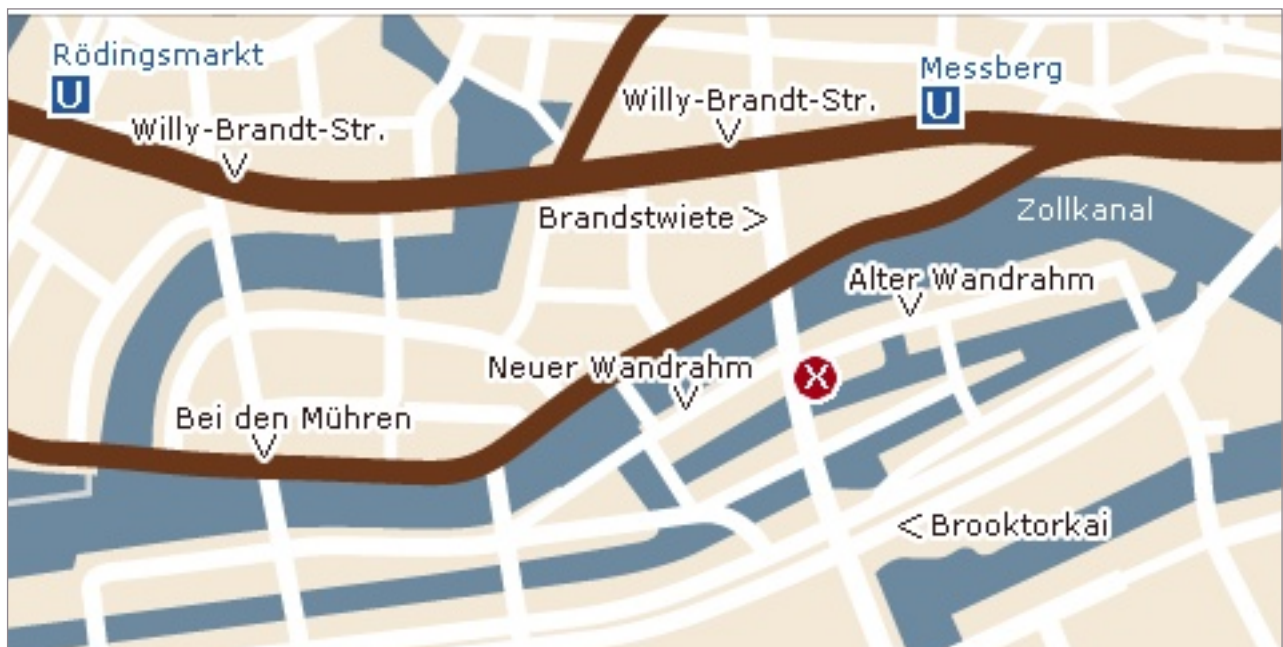 Rödingsmarkt
U
Willy-Brandt-Str.
Willy-Brandt-Str.
Messberg
U
Brandstwiete >
Zollkanal
Alter Wandrahm
Neuer Wandrahm
X
Bei den Mühren
< Brooktorkai